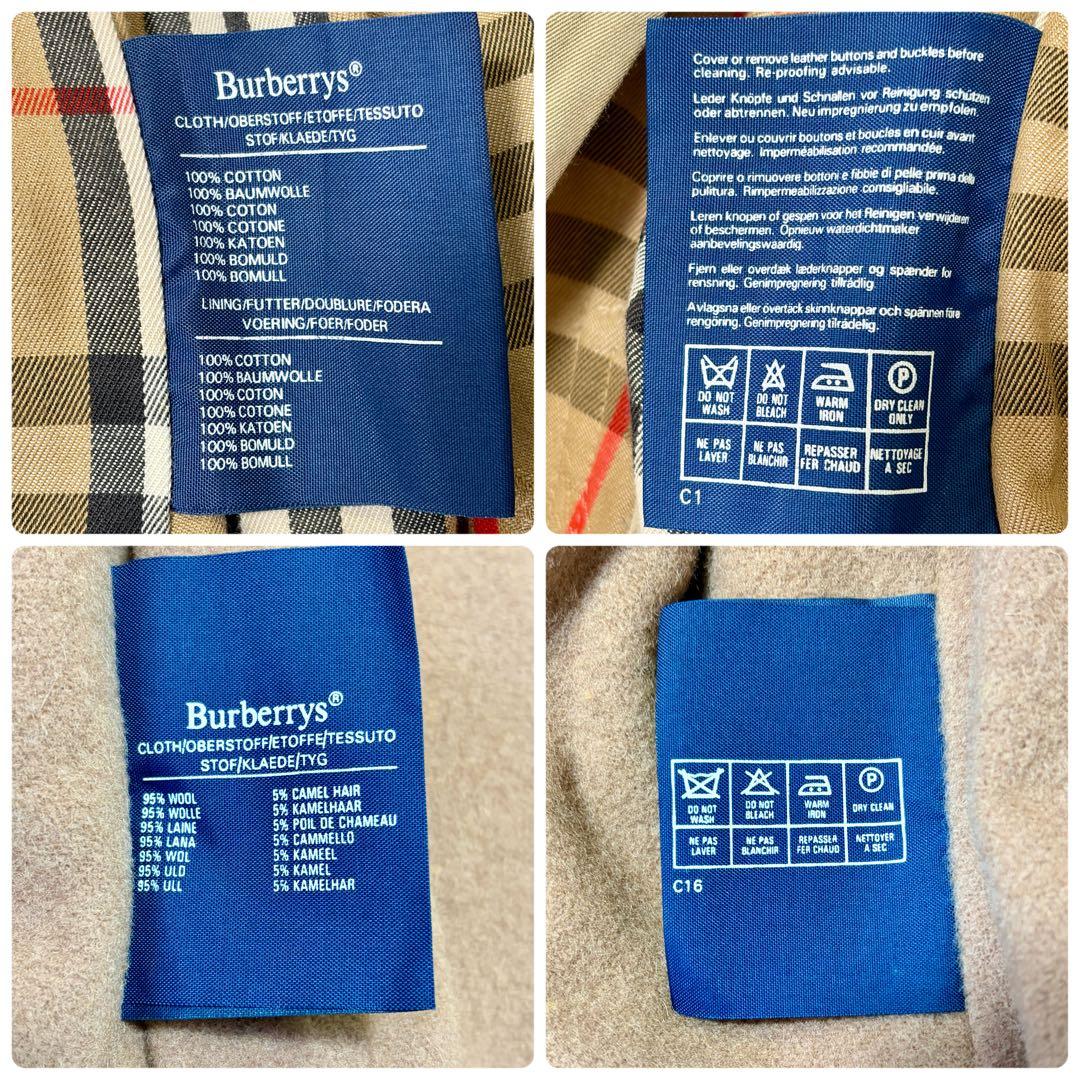 Burberrys®
CLOTH/OBERSTOFF/ETOFFE/TESSUTO
STOF/KLAEDE/TYG
100% COTTON
100% BAUMWOLLE
100% COTON
100% COTONE
100% KATOEN
100% BOMULD
100% BOMULL
LINING/FUTTER/DOUBLURE/FODERA
VOERING/FOER/FODER
100% COTTON
100% BAUMWOLLE
100% COTON
100% COTONE
100% KATOEN
100% BOMULD
100% BOMULL
Cover or remove leather buttons and buckles before
cleaning. Re-proofing advisable.
Leder Knöpfe und Schnallen vor Reinigung schützen
oder abtrennen. Neu impregnierung zu empfolen.
Enlever ou couvrir boutons et boucles en cuir avant
nettoyage. Imperméabilisation recommandée.
Coprire o rimuovere bottoni e fibbie di pelle prima della
pulitura. Rimpermeabilizzazione comsigliabile.
Leren knopen of gespen voor het Reinigen verwijderen
of beschermen. Opnieuw waterdichtmaker
aanbevelingswaardig.
Fjern eller overdæk læderknapper og spænder for
rensning. Genimpregnering tillrådlig.
Avlagsna eller övertäck skinnknappar och spännen före
rengöring. Genimpregnering tilrådelig.
DO NOT WASH
DO NOT BLEACH
WARM IRON
P
DRY CLEAN ONLY
NE PAS LAVER
NE PAS BLANCHIR
REPASSER FER CHAUD
NETTOYAGE A SEC
C1
Burberrys®
CLOTH/OBERSTOFF/ETOFFE/TESSUTO
STOF/KLAEDE/TYG
95% WOOL 5% CAMEL HAIR
95% WOLLE 5% KAMELHAAR
95% LAINE 5% POIL DE CHAMEAU
95% LANA 5% CAMMELLO
95% WOL 5% KAMEEL
95% ULD 5% KAMEL
95% ULL 5% KAMELHAR
DO NOT WASH
DO NOT BLEACH
WARM IRON
P
DRY CLEAN
NE PAS LAVER
NE PAS BLANCHIR
REPASSER FER CHAUD
NETTOYER A SEC
C16